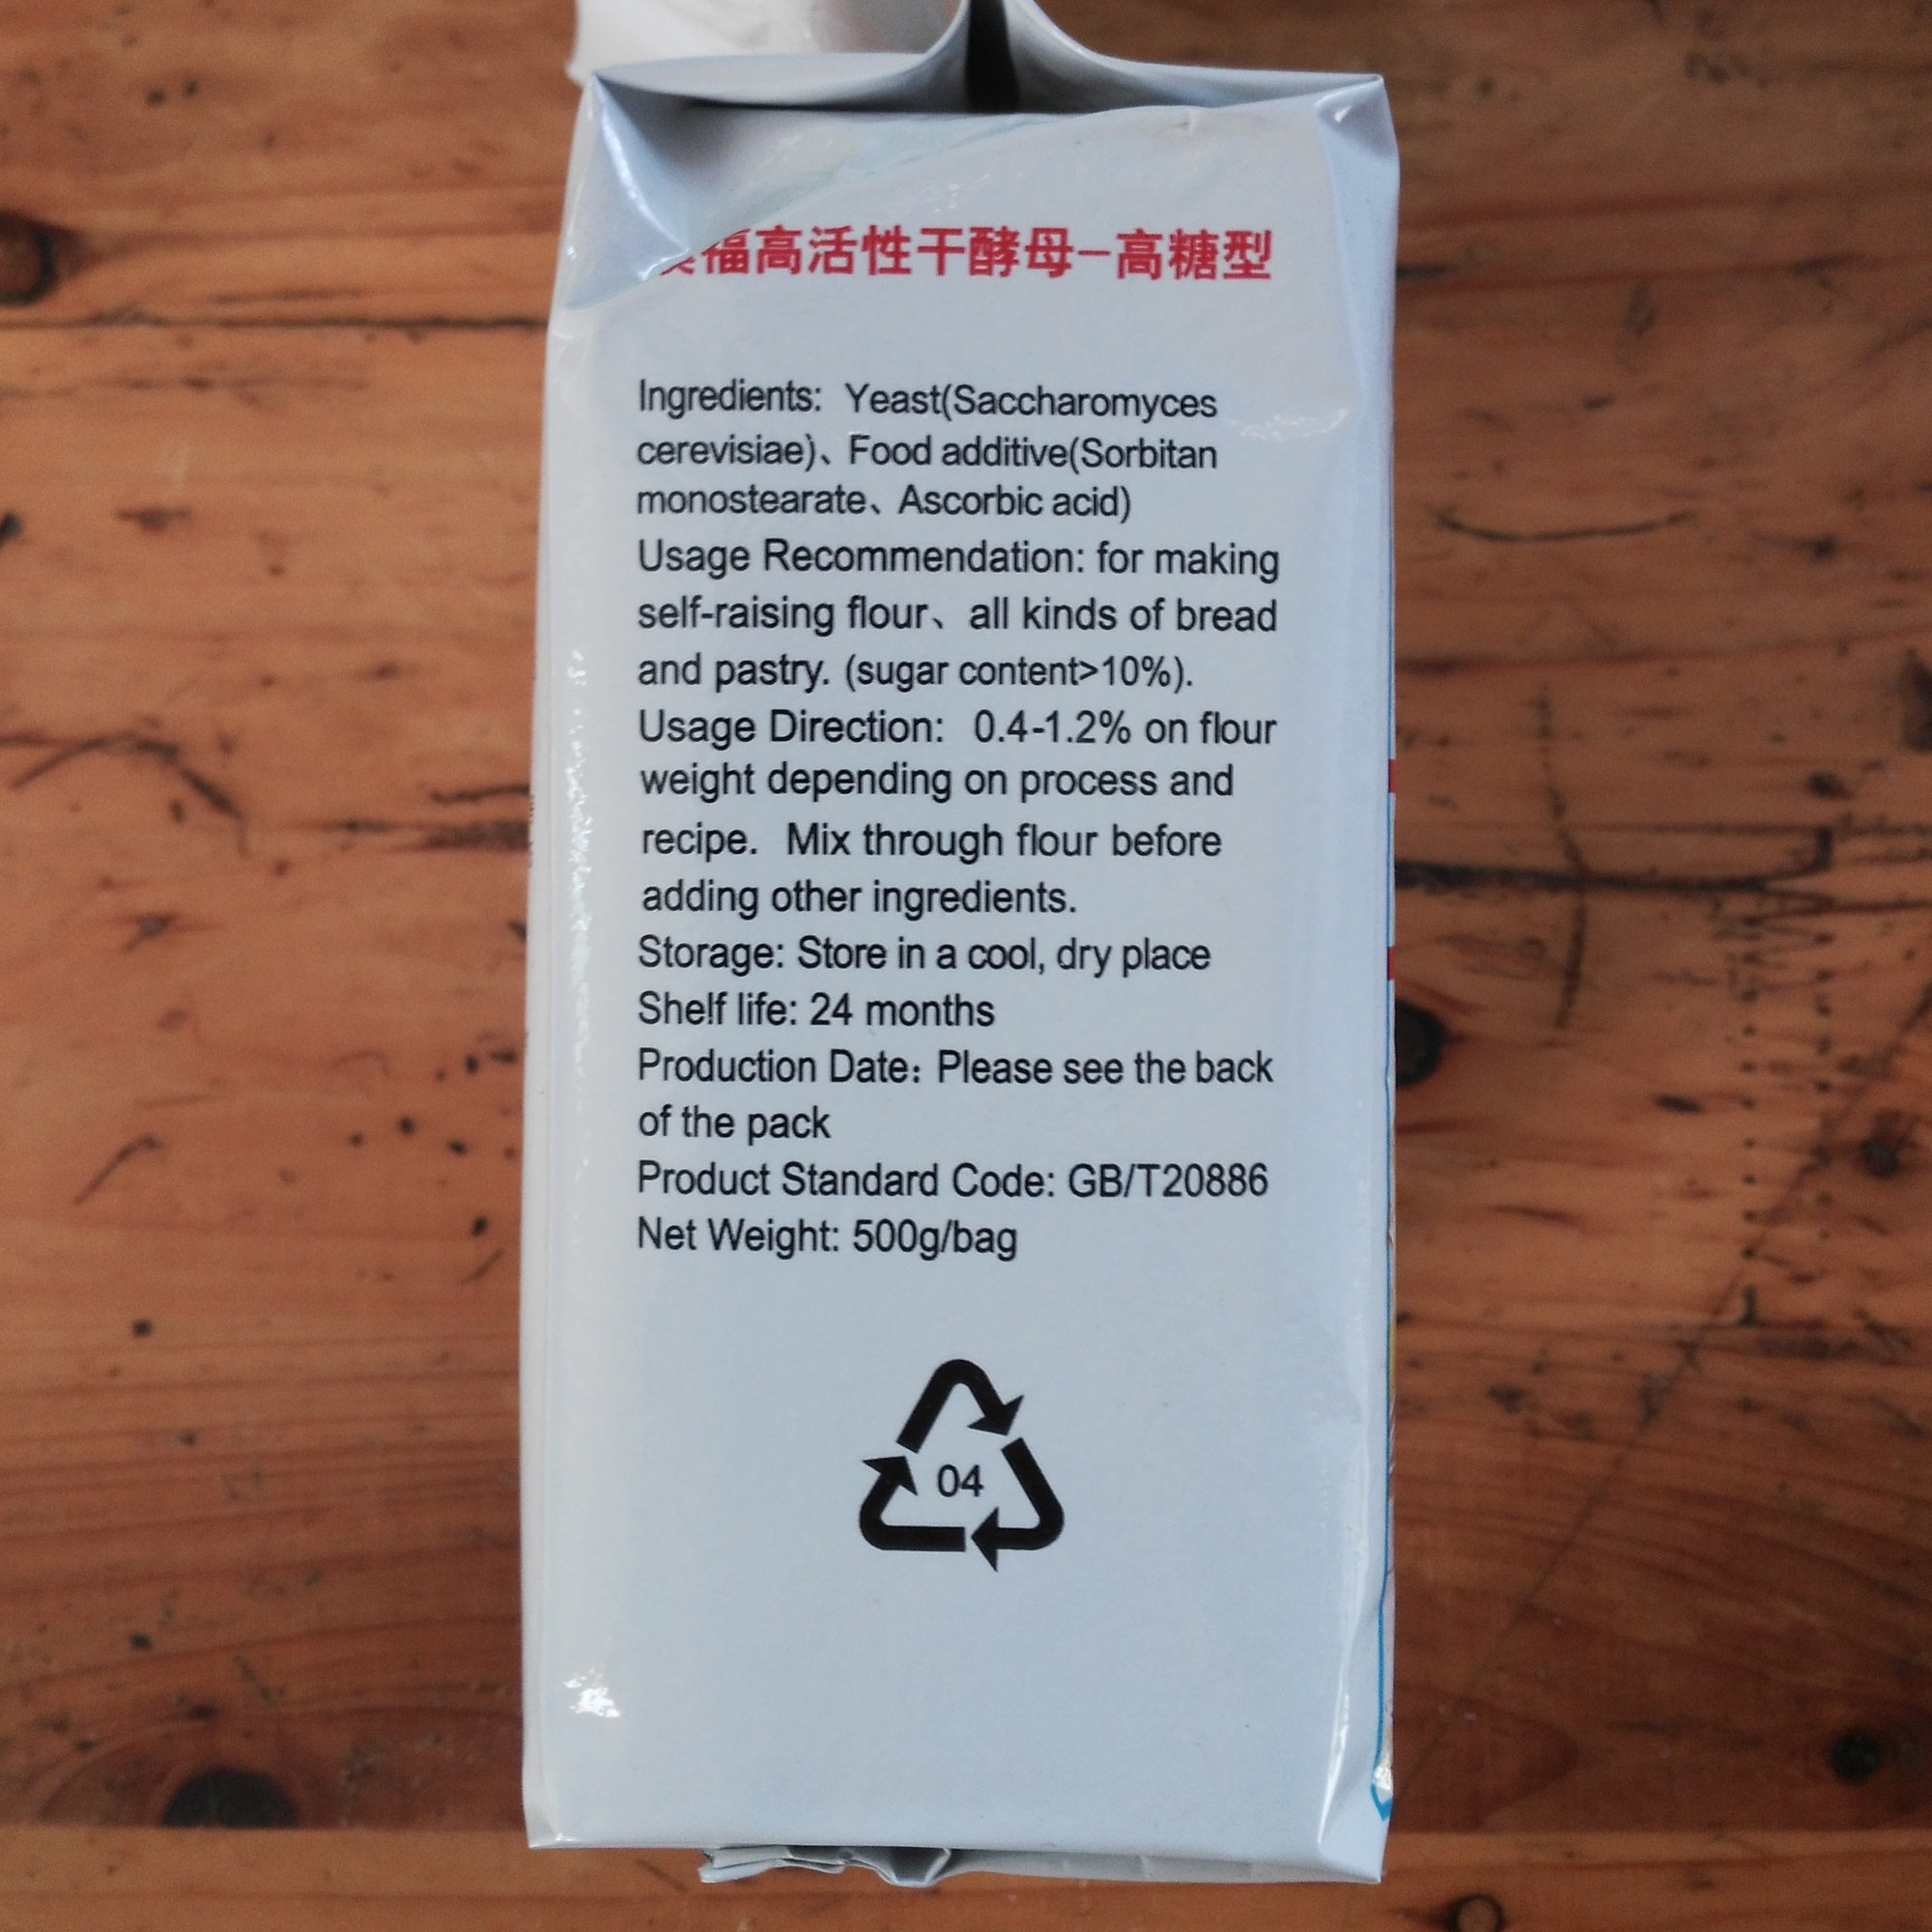 福高活性干酵母-高糖型
Ingredients: Yeast(Saccharomyces
cerevisiae)、Food additive(Sorbitan
monostearate、Ascorbic acid)
Usage Recommendation: for making
self-raising flour、all kinds of bread
and pastry. (sugar content>10%).
Usage Direction: 0.4-1.2% on flour
weight depending on process and
recipe. Mix through flour before
adding other ingredients.
Storage: Store in a cool, dry place
Shelf life: 24 months
Production Date：Please see the back
of the pack
Product Standard Code: GB/T20886
Net Weight: 500g/bag
04